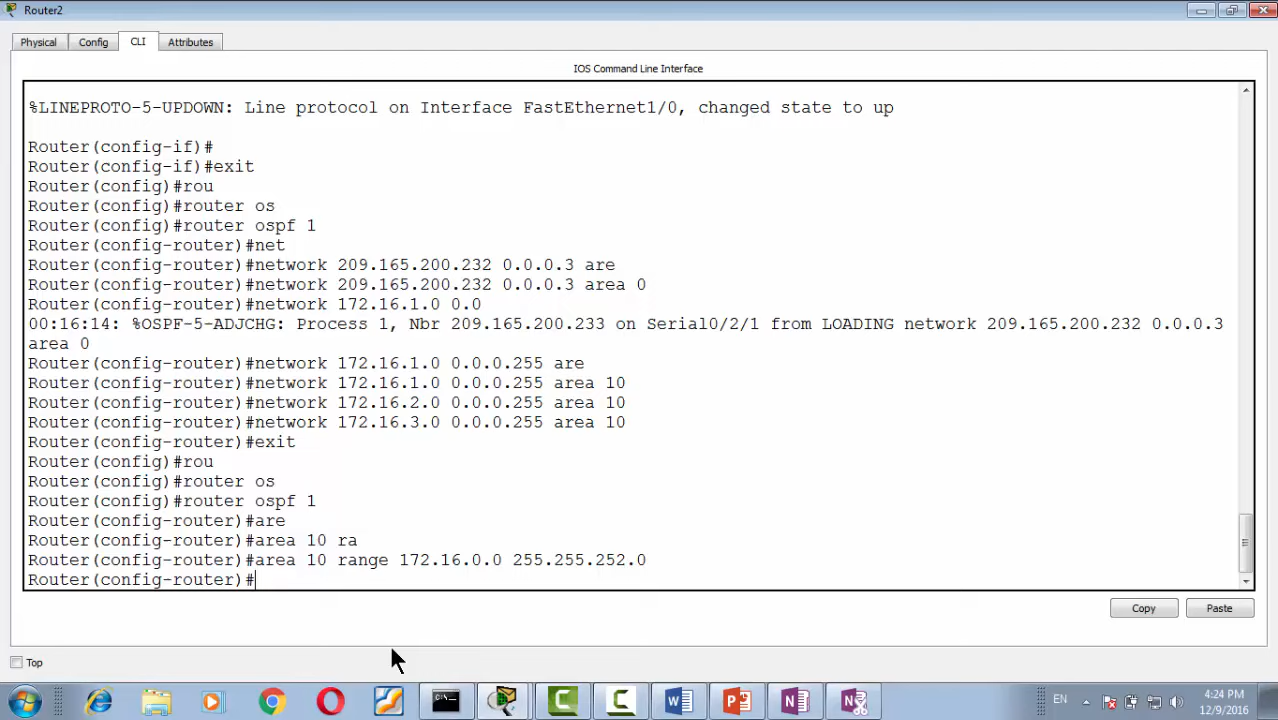 Router2
Physical Config CLI Attributes
IOS Command Line Interface
%LINEPROTO-5-UPDOWN: Line protocol on Interface FastEthernet1/0, changed state to up
Router(config-if)#
Router(config-if)#exit
Router(config)#rou
Router(config)#router os
Router(config)#router ospf 1
Router(config-router)#net
Router(config-router)#network 209.165.200.232 0.0.0.3 are
Router(config-router)#network 209.165.200.232 0.0.0.3 area 0
Router(config-router)#network 172.16.1.0 0.0
00:16:14: %OSPF-5-ADJCHG: Process 1, Nbr 209.165.200.233 on Serial0/2/1 from LOADING network 209.165.200.232 0.0.0.3
area 0
Router(config-router)#network 172.16.1.0 0.0.0.255 are
Router(config-router)#network 172.16.1.0 0.0.0.255 area 10
Router(config-router)#network 172.16.2.0 0.0.0.255 area 10
Router(config-router)#network 172.16.3.0 0.0.0.255 area 10
Router(config-router)#exit
Router(config)#rou
Router(config)#router os
Router(config)#router ospf 1
Router(config-router)#are
Router(config-router)#area 10 ra
Router(config-router)#area 10 range 172.16.0.0 255.255.252.0
Router(config-router)#
Copy Paste
Top
EN 4:24 PM
12/9/2016